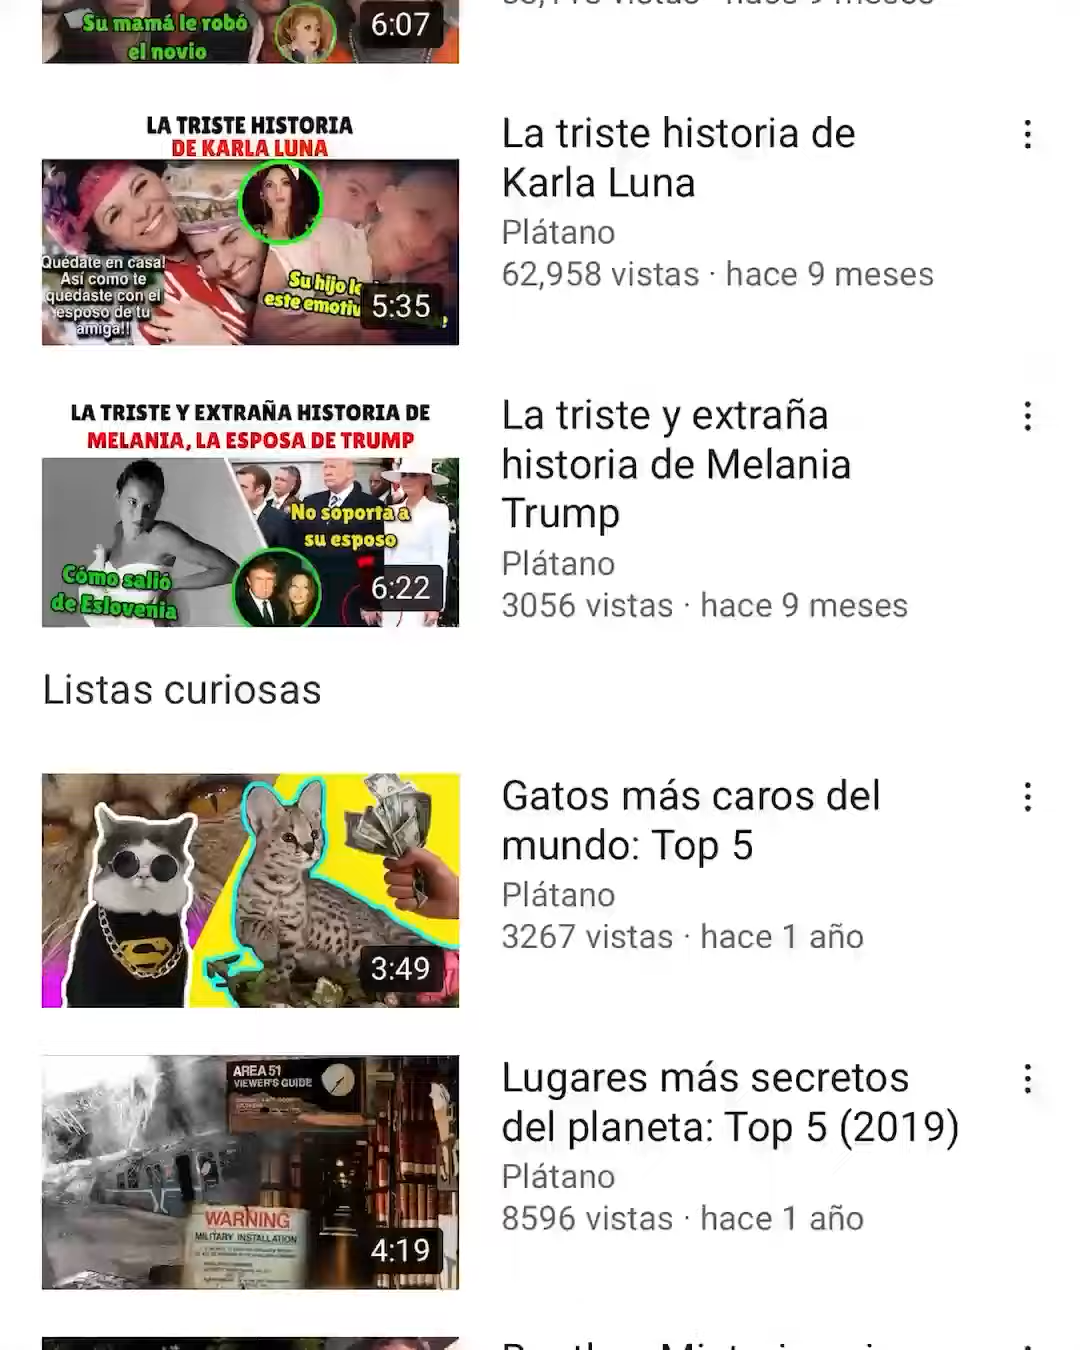 Su mamá le robó
el novio
6:07
LA TRISTE HISTORIA
DE KARLA LUNA
Quédate en casa!
Así como te
quedaste con el
esposo de tu
amiga!!
Su hijo le
este emotiv
5:35
La triste historia de
Karla Luna
Plátano
62,958 vistas · hace 9 meses
LA TRISTE Y EXTRAÑA HISTORIA DE
MELANIA, LA ESPOSA DE TRUMP
No soporta a
su esposo
Cómo salió
de Eslovenia
6:22
La triste y extraña
historia de Melania
Trump
Plátano
3056 vistas · hace 9 meses
Listas curiosas
3:49
Gatos más caros del
mundo: Top 5
Plátano
3267 vistas · hace 1 año
AREA 51
VIEWER'S GUIDE
WARNING
MILITARY INSTALLATION
4:19
Lugares más secretos
del planeta: Top 5 (2019)
Plátano
8596 vistas · hace 1 año